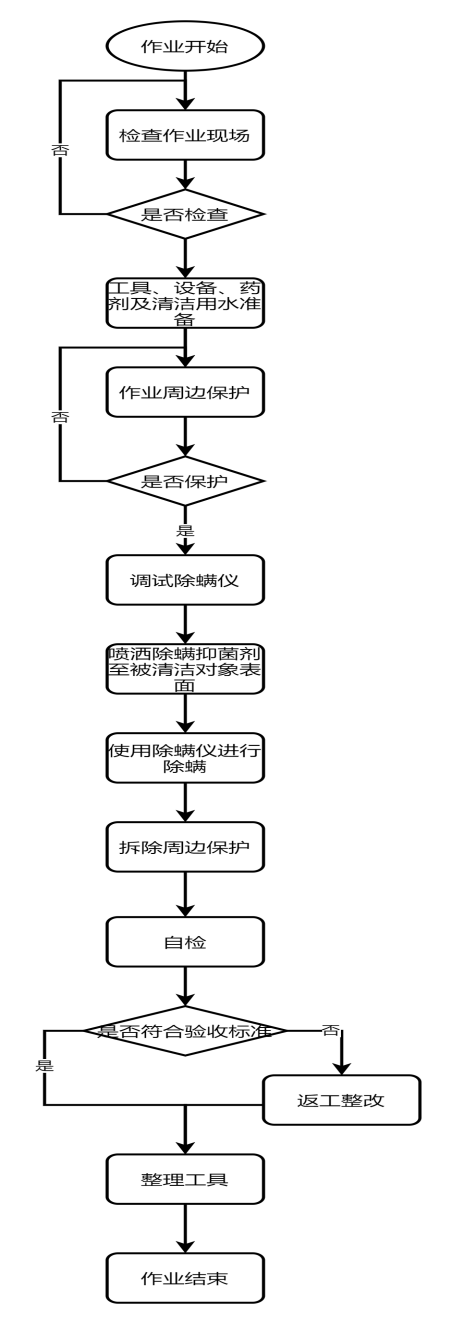 作业开始
检查作业现场
否
是否检查
工具、设备、药
剂及清洁用水准
备
作业周边保护
否
是否保护
是
调试除螨仪
喷洒除螨抑菌剂
至被清洁对象表
面
使用除螨仪进行
除螨
拆除周边保护
自检
是否符合验收标准
否
是
返工整改
整理工具
作业结束